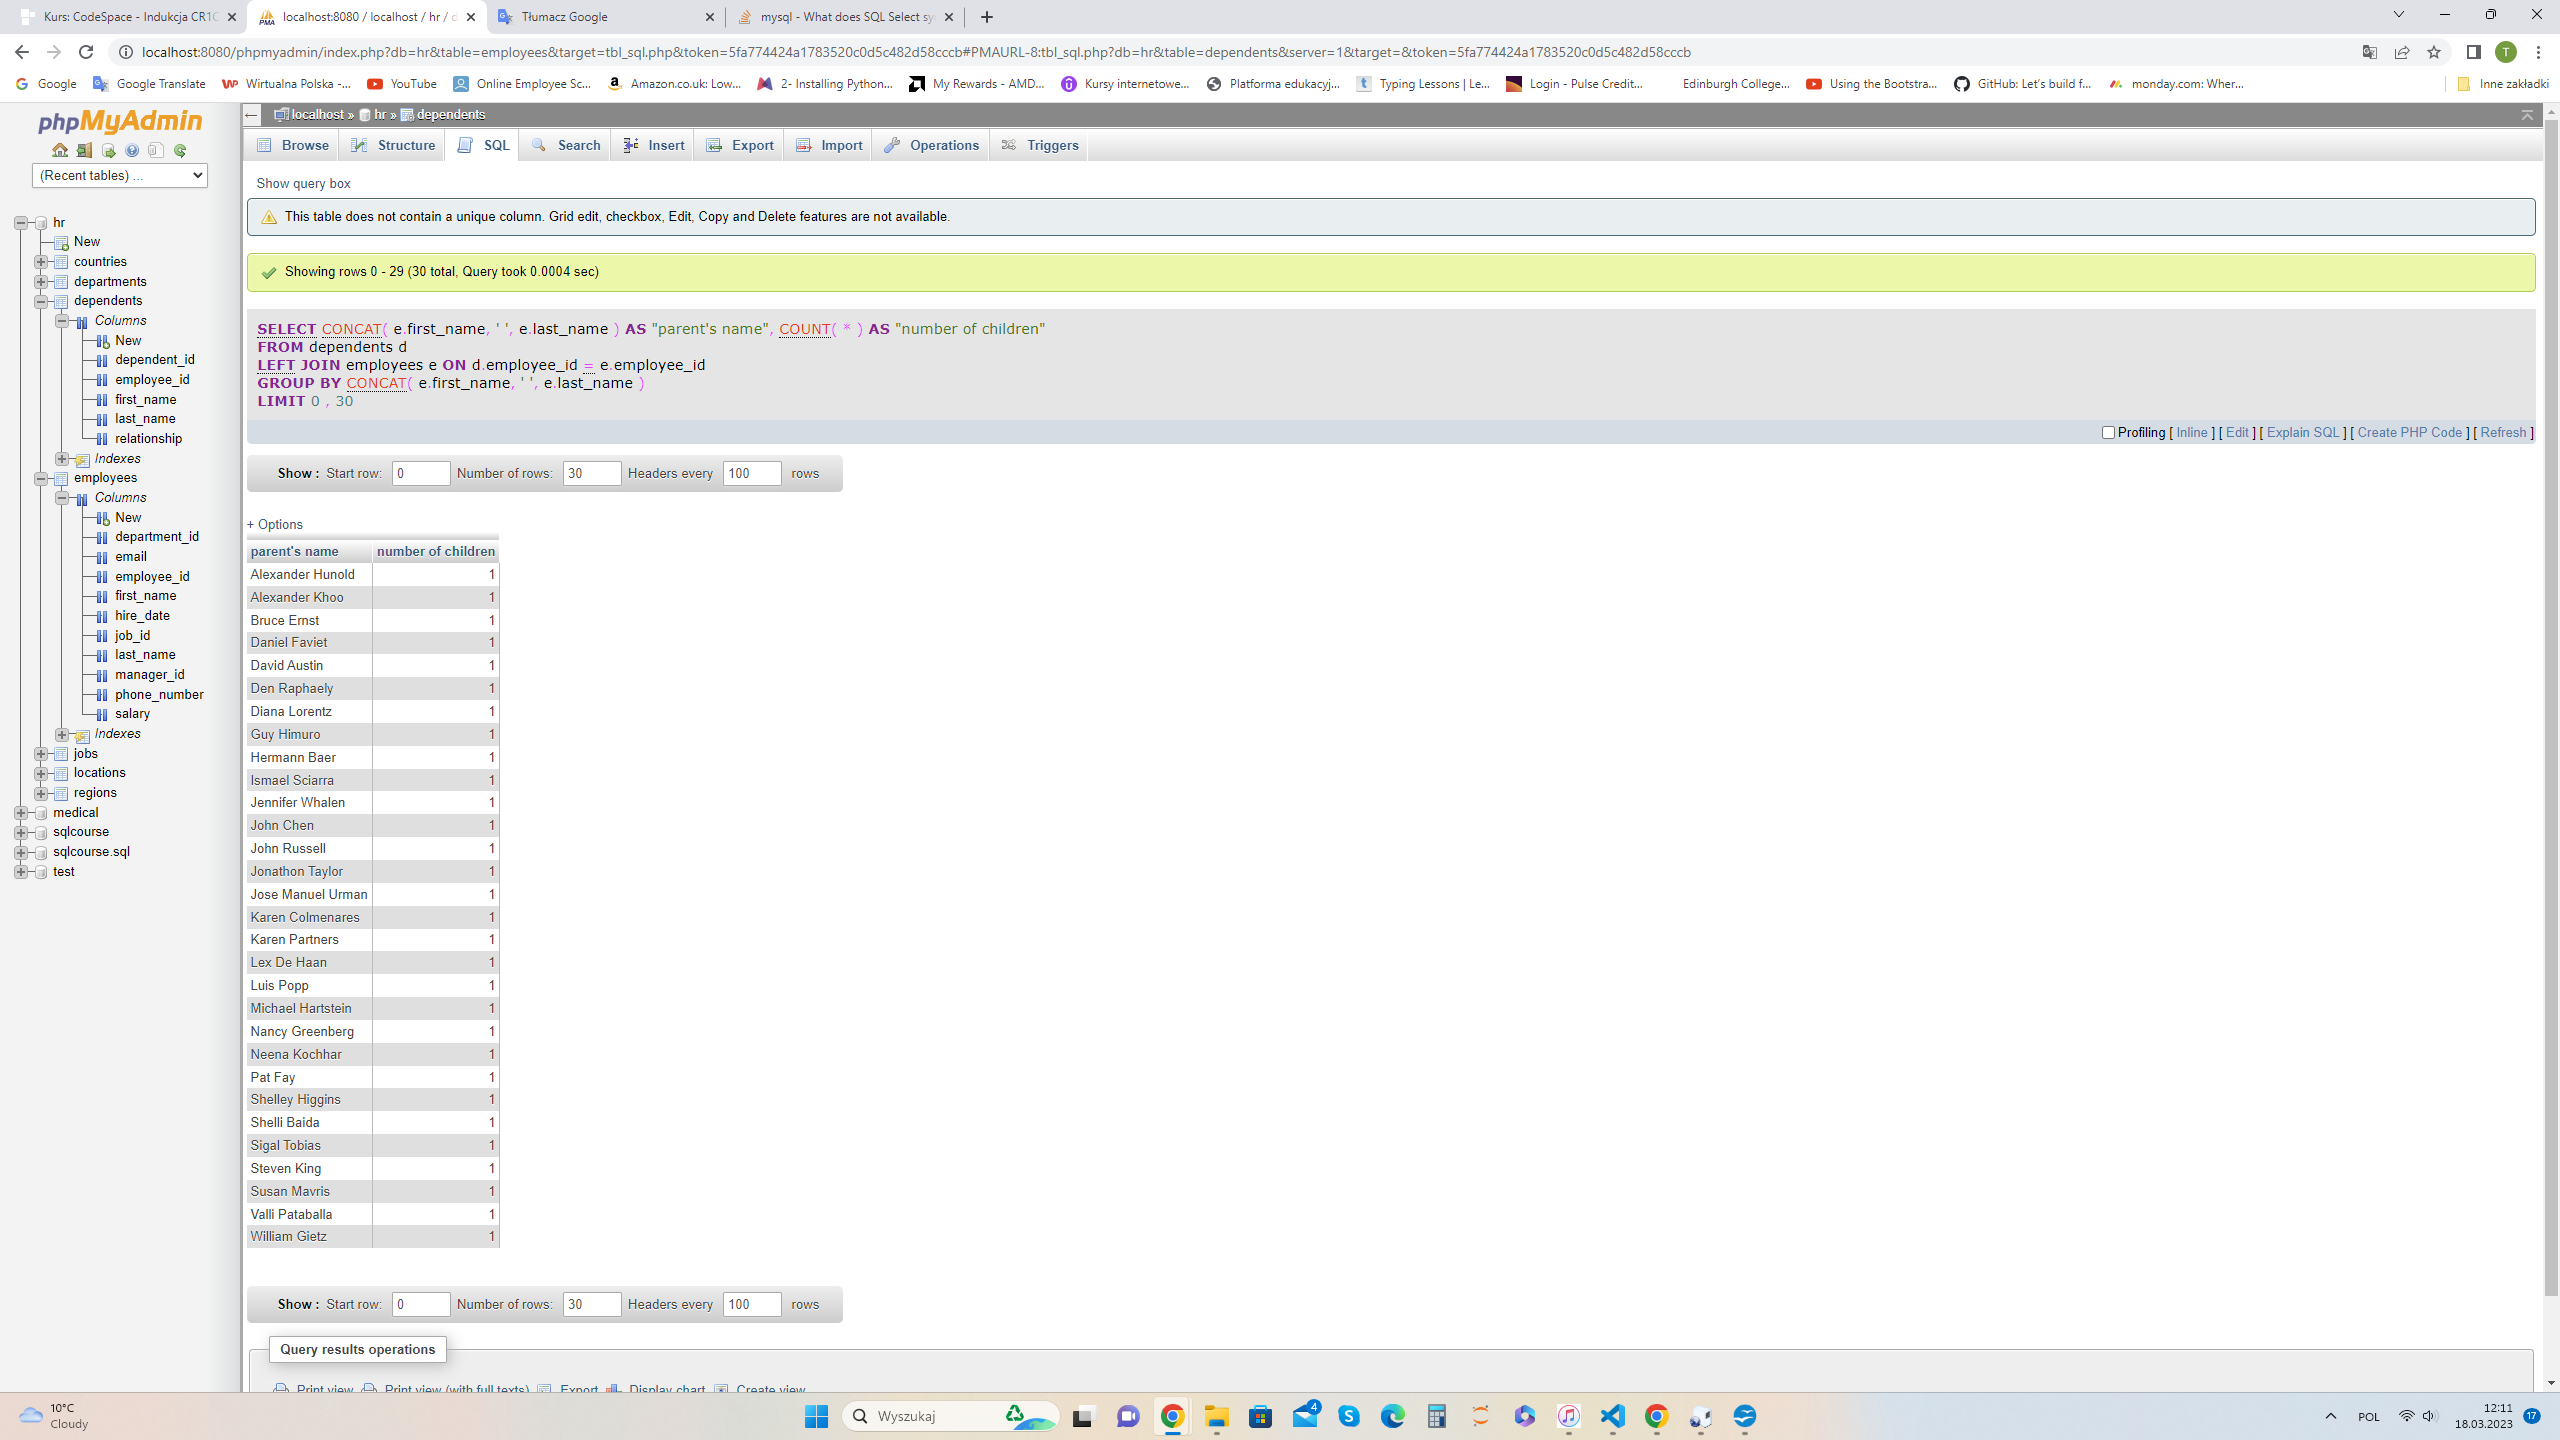 Kurs: CodeSpace - Indukcja CR1C
localhost:8080 / localhost / hr / d
Tłumacz Google
mysql - What does SQL Select sy
localhost:8080/phpmyadmin/index.php?db=hr&table=employees&target=tbl_sql.php&token=5fa774424a1783520c0d5c482d58cccb#PMAURL-8:tbl_sql.php?db=hr&table=dependents&server=1&target=&token=5fa774424a1783520c0d5c482d58cccb
T
Google
Google Translate
Wirtualna Polska -...
YouTube
Online Employee Sc...
Amazon.co.uk: Low...
2- Installing Python...
My Rewards - AMD...
Kursy internetowe...
Platforma edukacyj...
Typing Lessons | Le...
Login - Pulse Credit...
Edinburgh College...
Using the Bootstra...
GitHub: Let's build f...
monday.com: Wher...
Inne zakładki
phpMyAdmin
(Recent tables) ...
hr
New
countries
departments
dependents
Columns
New
dependent_id
employee_id
first_name
last_name
relationship
Indexes
employees
Columns
New
department_id
email
employee_id
first_name
hire_date
job_id
last_name
manager_id
phone_number
salary
Indexes
jobs
locations
regions
medical
sqlcourse
sqlcourse.sql
test
localhost » hr » dependents
Browse
Structure
SQL
Search
Insert
Export
Import
Operations
Triggers
Show query box
This table does not contain a unique column. Grid edit, checkbox, Edit, Copy and Delete features are not available.
Showing rows 0 - 29 (30 total, Query took 0.0004 sec)
SELECT CONCAT( e.first_name, ' ', e.last_name ) AS "parent's name", COUNT( * ) AS "number of children"
FROM dependents d
LEFT JOIN employees e ON d.employee_id = e.employee_id
GROUP BY CONCAT( e.first_name, ' ', e.last_name )
LIMIT 0 , 30
Profiling [ Inline ] [ Edit ] [ Explain SQL ] [ Create PHP Code ] [ Refresh ]
Show : Start row: 0 Number of rows: 30 Headers every 100 rows
+ Options
parent's name number of children
Alexander Hunold 1
Alexander Khoo 1
Bruce Ernst 1
Daniel Faviet 1
David Austin 1
Den Raphaely 1
Diana Lorentz 1
Guy Himuro 1
Hermann Baer 1
Ismael Sciarra 1
Jennifer Whalen 1
John Chen 1
John Russell 1
Jonathon Taylor 1
Jose Manuel Urman 1
Karen Colmenares 1
Karen Partners 1
Lex De Haan 1
Luis Popp 1
Michael Hartstein 1
Nancy Greenberg 1
Neena Kochhar 1
Pat Fay 1
Shelley Higgins 1
Shelli Baida 1
Sigal Tobias 1
Steven King 1
Susan Mavris 1
Valli Pataballa 1
William Gietz 1
Show : Start row: 0 Number of rows: 30 Headers every 100 rows
Query results operations
Print view Print view (with full texts) Export Display chart Create view
10°C
Cloudy
Wyszukaj
4
POL
12:11
18.03.2023
17